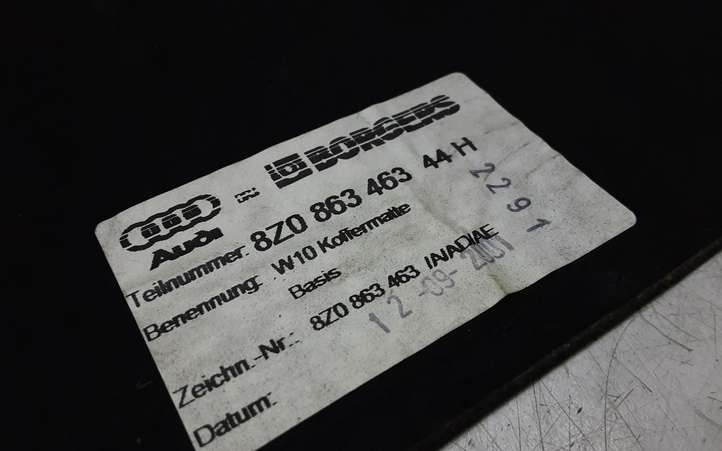 Audi
BORGERS
Teilnummer: 8Z0 863 463 44H
Benennung: W10 Koffermatte
Basis
2291
Zeichn.-Nr.: 8Z0 863 463 /A/AD/AE
Datum: 12-09-2001